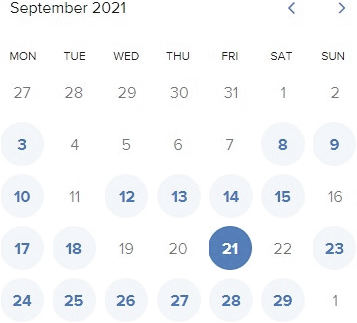 September 2021
MON TUE WED THU FRI SAT SUN
27 28 29 30 31 1 2
3 4 5 6 7 8 9
10 11 12 13 14 15 16
17 18 19 20 21 22 23
24 25 26 27 28 29 1